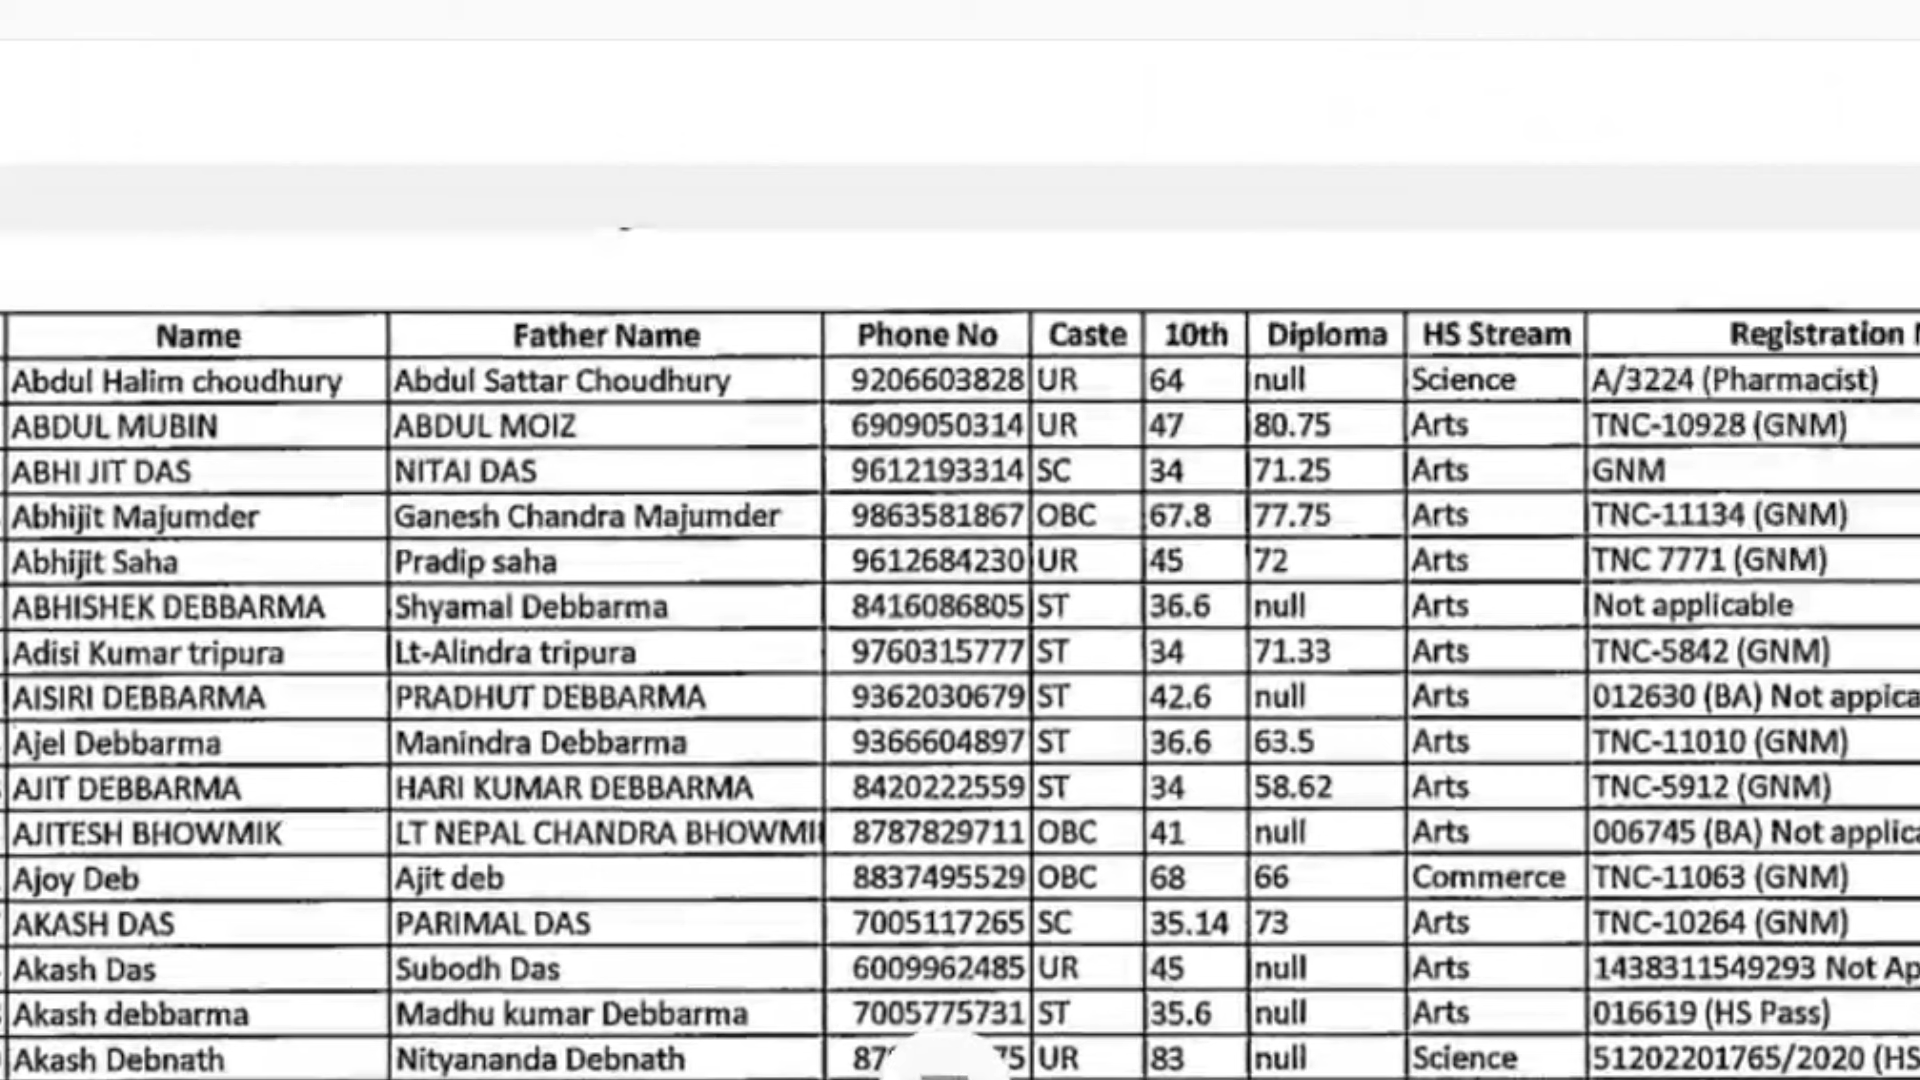 Name Father Name Phone No Caste 10th Diploma HS Stream Registration
Abdul Halim choudhury Abdul Sattar Choudhury 9206603828 UR 64 null Science A/3224 (Pharmacist)
ABDUL MUBIN ABDUL MOIZ 6909050314 UR 47 80.75 Arts TNC-10928 (GNM)
ABHI JIT DAS NITAI DAS 9612193314 SC 34 71.25 Arts GNM
Abhijit Majumder Ganesh Chandra Majumder 9863581867 OBC 67.8 77.75 Arts TNC-11134 (GNM)
Abhijit Saha Pradip saha 9612684230 UR 45 72 Arts TNC 7771 (GNM)
ABHISHEK DEBBARMA Shyamal Debbarma 8416086805 ST 36.6 null Arts Not applicable
Adisi Kumar tripura Lt-Alindra tripura 9760315777 ST 34 71.33 Arts TNC-5842 (GNM)
AISIRI DEBBARMA PRADHUT DEBBARMA 9362030679 ST 42.6 null Arts 012630 (BA) Not appica
Ajel Debbarma Manindra Debbarma 9366604897 ST 36.6 63.5 Arts TNC-11010 (GNM)
AJIT DEBBARMA HARI KUMAR DEBBARMA 8420222559 ST 34 58.62 Arts TNC-5912 (GNM)
AJITESH BHOWMIK LT NEPAL CHANDRA BHOWMI 8787829711 OBC 41 null Arts 006745 (BA) Not applica
Ajoy Deb Ajit deb 8837495529 OBC 68 66 Commerce TNC-11063 (GNM)
AKASH DAS PARIMAL DAS 7005117265 SC 35.14 73 Arts TNC-10264 (GNM)
Akash Das Subodh Das 6009962485 UR 45 null Arts 1438311549293 Not Ap
Akash debbarma Madhu kumar Debbarma 7005775731 ST 35.6 null Arts 016619 (HS Pass)
Akash Debnath Nityananda Debnath UR 83 null Science 51202201765/2020 (HS